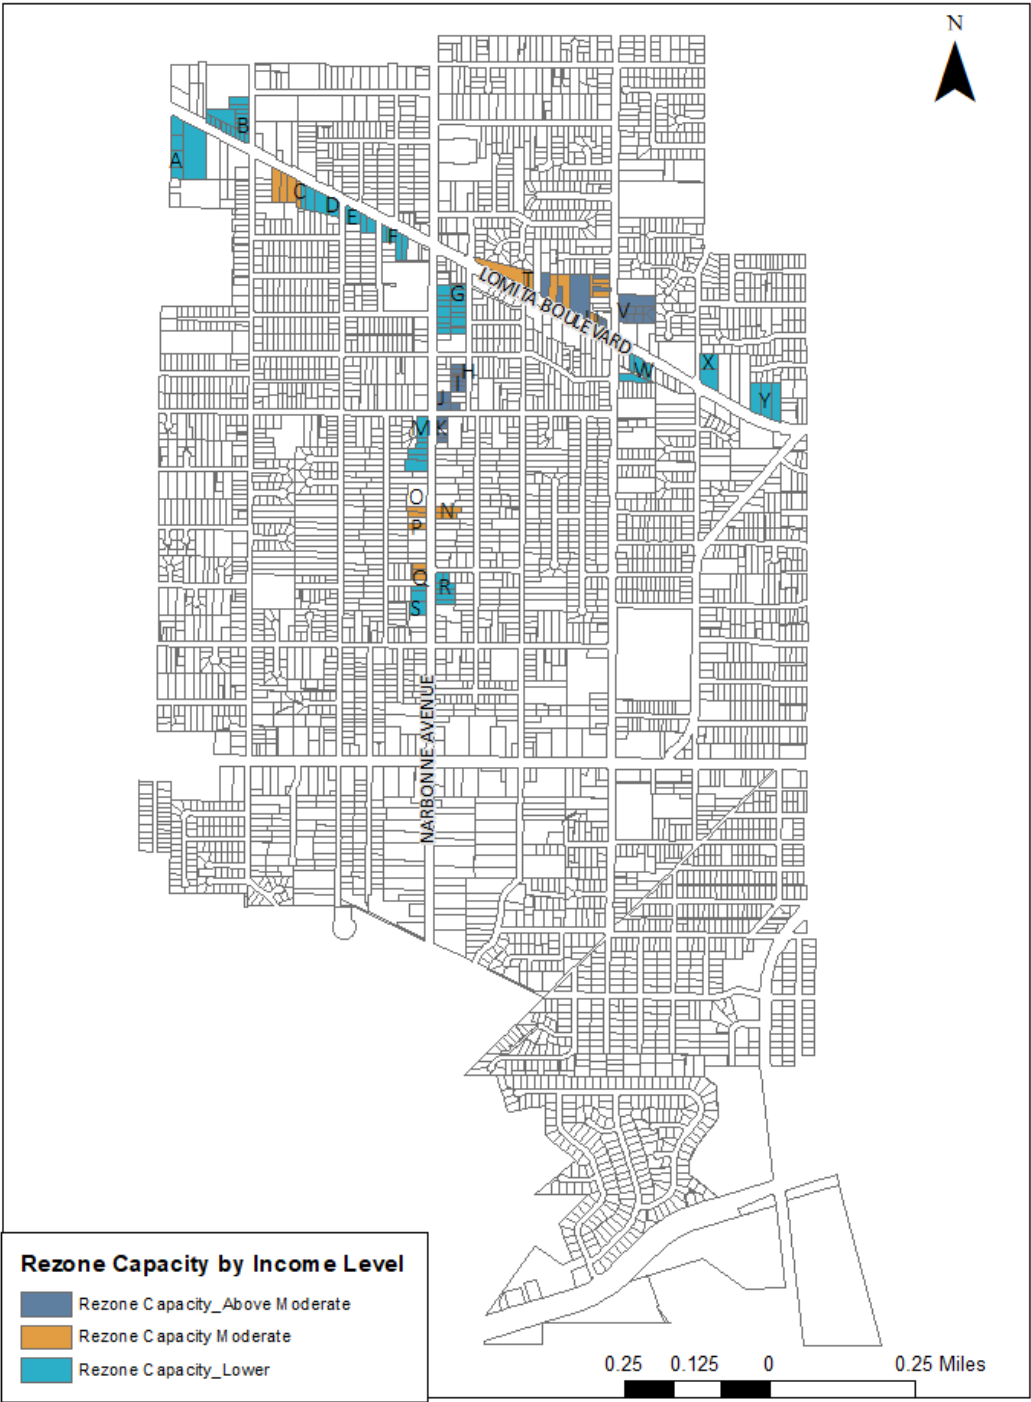 N
B
A
C
D
E
F
T
LOMITA BOULEVARD
G
V
H
W
X
I
J
Y
M
K
O
N
P
Q
R
S
NARBONNE AVENUE
Rezone Capacity by Income Level
Rezone Capacity_Above Moderate
Rezone Capacity Moderate
Rezone Capacity_Lower
0.25 0.125 0 0.25 Miles